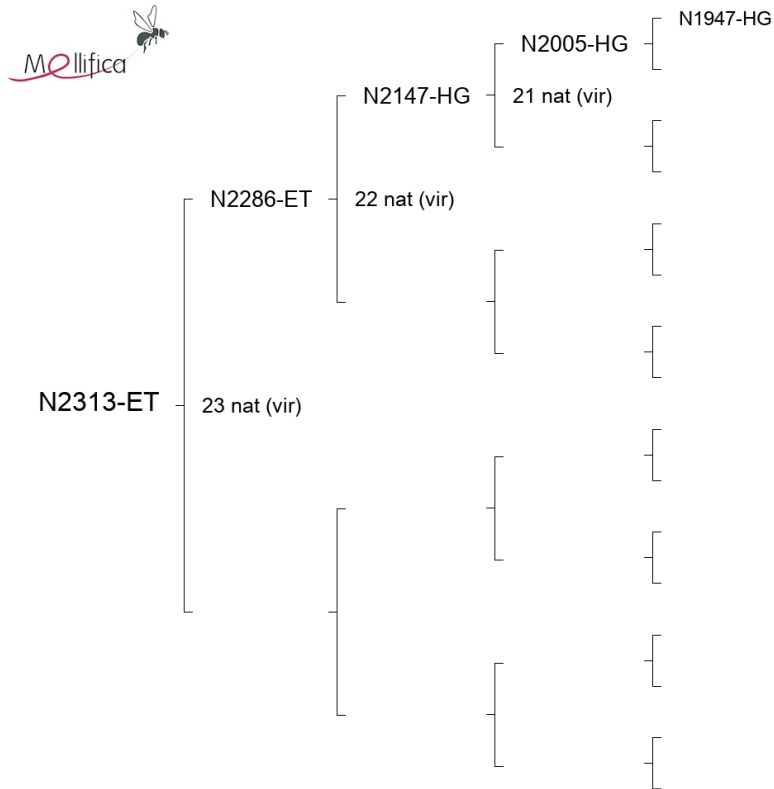 Mellifica
N1947-HG
N2005-HG
N2147-HG
21 nat (vir)
N2286-ET
22 nat (vir)
N2313-ET
23 nat (vir)